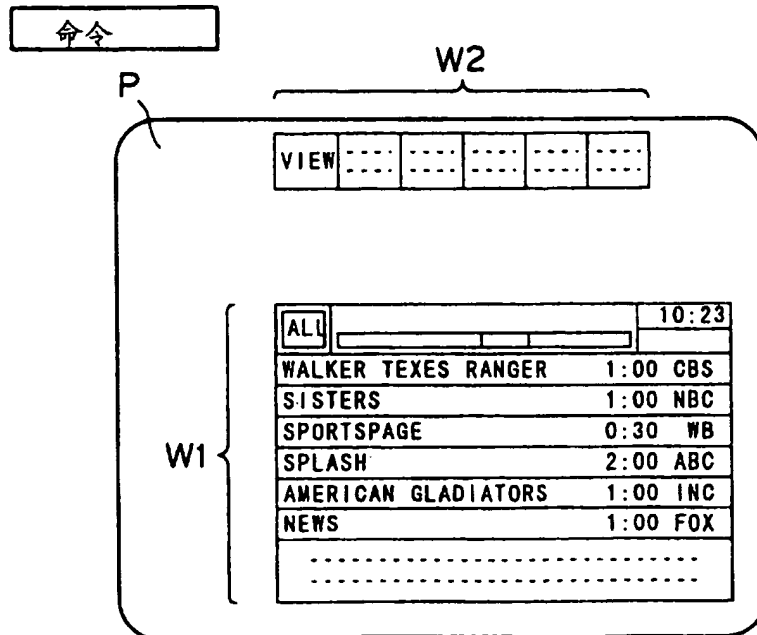 命令
W2
P
VIEW
ALL 10:23
WALKER TEXES RANGER 1:00 CBS
SISTERS 1:00 NBC
SPORTSPAGE 0:30 WB
W1
SPLASH 2:00 ABC
AMERICAN GLADIATORS 1:00 INC
NEWS 1:00 FOX